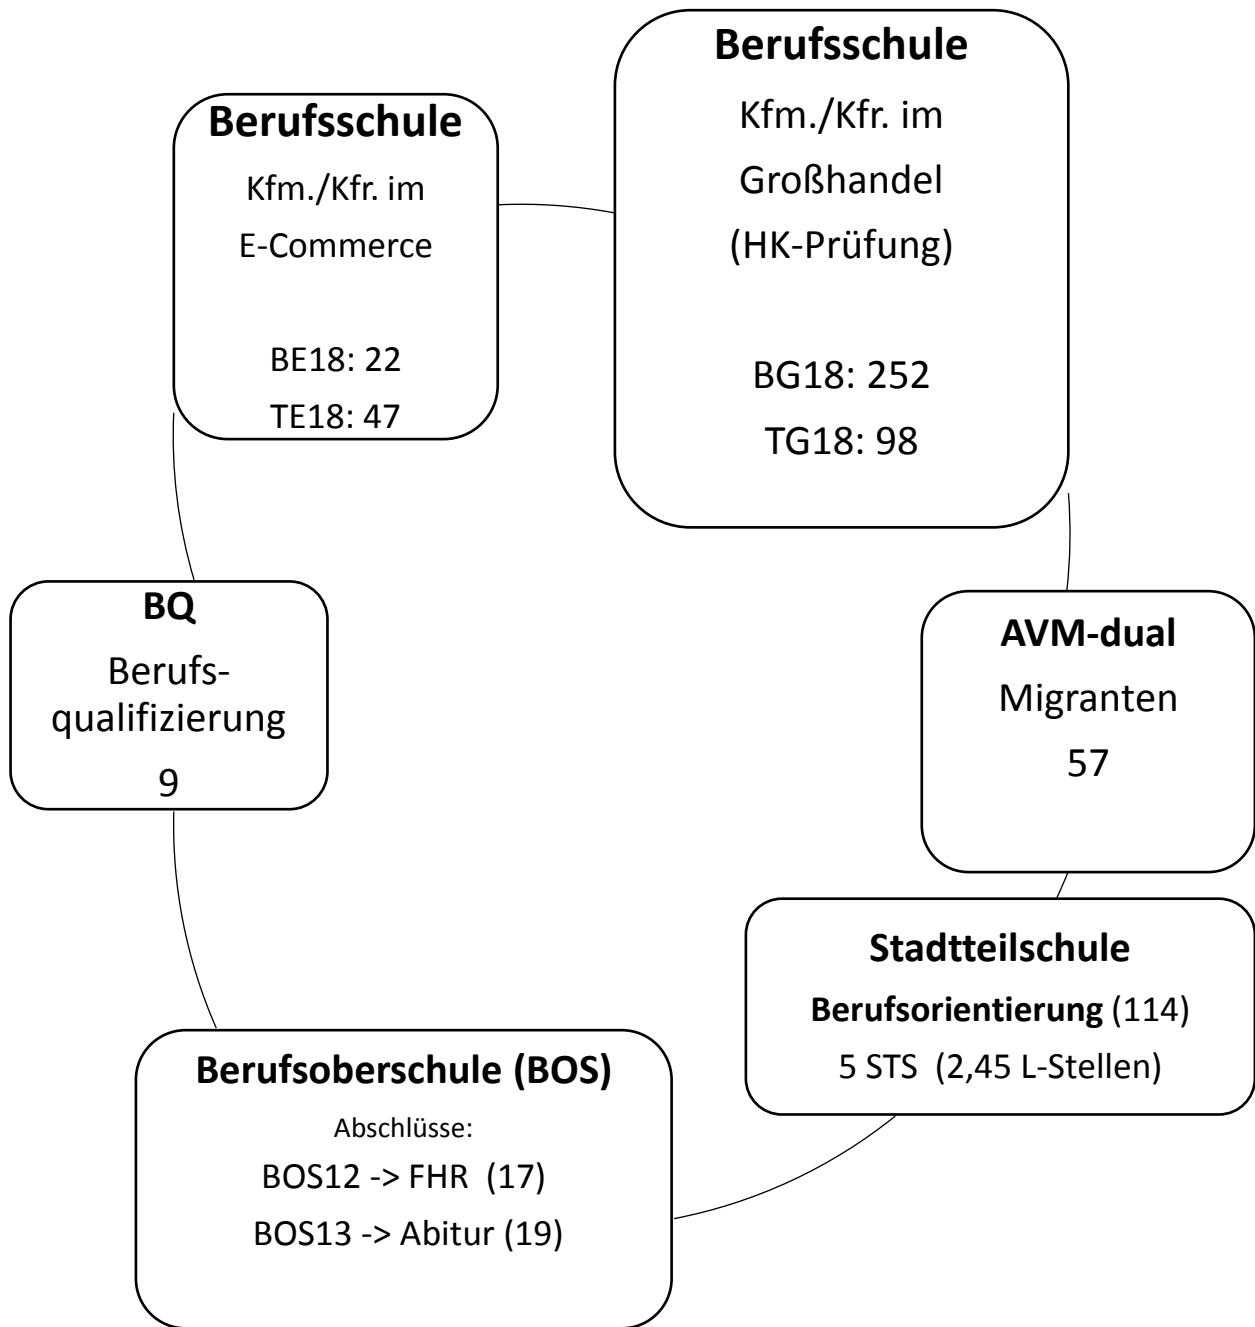 Berufsschule
Kfm./Kfr. im
E-Commerce
BE18: 22
TE18: 47
Berufsschule
Kfm./Kfr. im
Großhandel
(HK-Prüfung)
BG18: 252
TG18: 98
BQ
Berufs-
qualifizierung
9
AVM-dual
Migranten
57
Stadtteilschule
Berufsorientierung (114)
5 STS (2,45 L-Stellen)
Berufsoberschule (BOS)
Abschlüsse:
BOS12 -> FHR (17)
BOS13 -> Abitur (19)